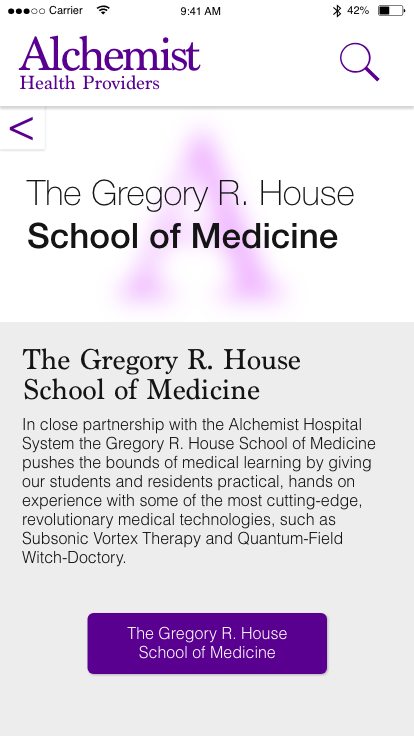 Carrier 9:41 AM 42%
Alchemist
Health Providers
<
A
The Gregory R. House
School of Medicine
The Gregory R. House
School of Medicine
In close partnership with the Alchemist Hospital
System the Gregory R. House School of Medicine
pushes the bounds of medical learning by giving
our students and residents practical, hands on
experience with some of the most cutting-edge,
revolutionary medical technologies, such as
Subsonic Vortex Therapy and Quantum-Field
Witch-Doctory.
The Gregory R. House
School of Medicine